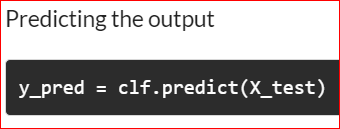 Predicting the output
y_pred = clf.predict(X_test)